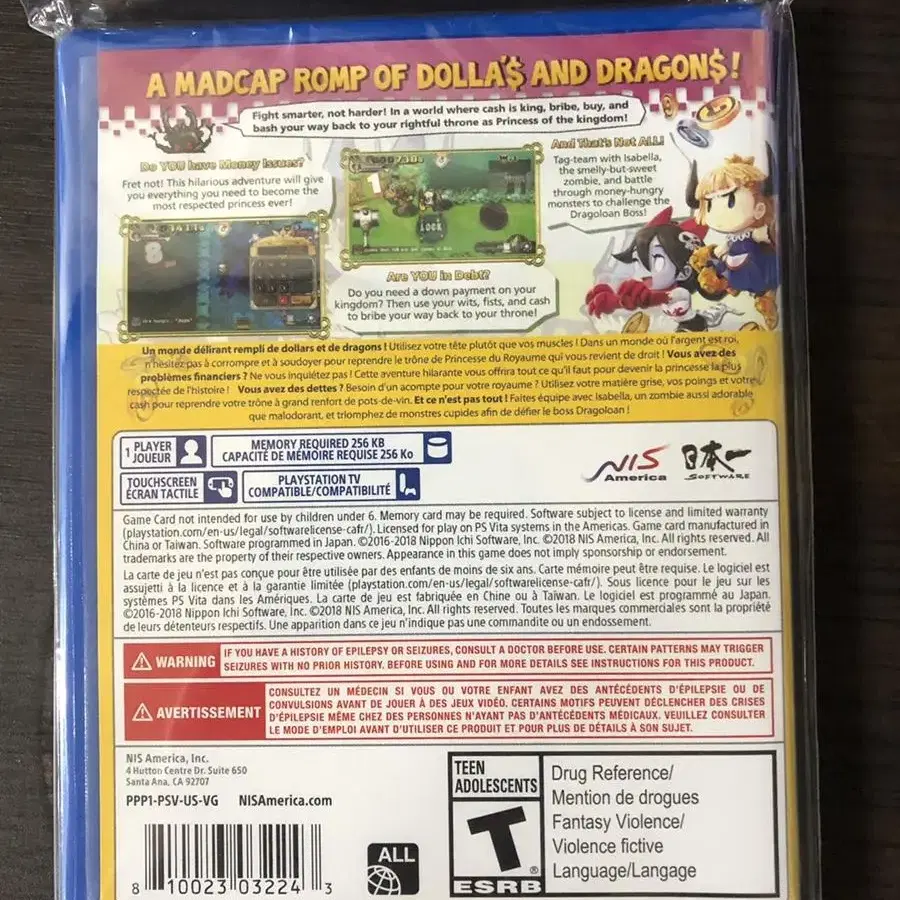 A MADCAP ROMP OF DOLLA'$ AND DRAGON$!
Fight smarter, not harder! In a world where cash is king, bribe, buy, and
bash your way back to your rightful throne as Princess of the kingdom!
Do YOU have Money Issues?
Fret not! This hilarious adventure will give
you everything you need to become the
most respected princess ever!
And That's Not ALL!
Tag-team with Isabella,
the smelly-but-sweet
zombie, and battle
through money-hungry
monsters to challenge the
Dragoloan Boss!
1
LOCK
8
Are YOU in Debt?
Do you need a down payment on your
kingdom? Then use your wits, fists, and cash
to bribe your way back to your throne!
Un monde délirant rempli de dollars et de dragons ! Utilisez votre tête plutôt que vos muscles ! Dans un monde où l'argent est roi,
n'hésitez pas à corrompre et à soudoyer pour reprendre le trône de Princesse du Royaume qui vous revient de droit ! Vous avez des
problèmes financiers ? Ne vous inquiétez pas ! Cette aventure hilarante vous offrira tout ce qu'il faut pour devenir la princesse la plus
respectée de l'histoire ! Vous avez des dettes ? Besoin d'un acompte pour votre royaume ? Utilisez votre matière grise, vos poings et votre
cash pour reprendre votre trône à grand renfort de pots-de-vin. Et ce n'est pas tout ! Faites équipe avec Isabella, un zombie aussi adorable
que malodorant, et triomphez de monstres cupides afin de défier le boss Dragoloan !
1 PLAYER
JOUEUR
MEMORY REQUIRED 256 KB
CAPACITÉ DE MÉMOIRE REQUISE 256 Ko
TOUCHSCREEN
ÉCRAN TACTILE
PLAYSTATION TV
COMPATIBLE/COMPATIBILITÉ
NIS
America
日本一
SOFTWARE
Game Card not intended for use by children under 6. Memory card may be required. Software subject to license and limited warranty
(playstation.com/en-us/legal/softwarelicense-cafr/). Licensed for play on PS Vita systems in the Americas. Game card manufactured in
China or Taiwan. Software programmed in Japan. ©2016-2018 Nippon Ichi Software, Inc. ©2018 NIS America, Inc. All rights reserved. All
trademarks are the property of their respective owners. Appearance in this game does not imply sponsorship or endorsement.
La carte de jeu n'est pas conçue pour être utilisée par des enfants de moins de six ans. Carte mémoire peut être requise. Le logiciel est
assujetti à la licence et à la garantie limitée (playstation.com/en-us/legal/softwarelicense-cafr/). Sous licence pour le jeu sur les
systèmes PS Vita dans les Amériques. La carte de jeu est fabriquée en Chine ou à Taïwan. Le logiciel est programmé au Japan.
©2016-2018 Nippon Ichi Software, Inc. ©2018 NIS America, Inc. All rights reserved. Toutes les marques commerciales sont la propriété
de leurs détenteurs respectifs. Une apparition dans ce jeu n'indique pas une commandite ou un endossement.
WARNING
IF YOU HAVE A HISTORY OF EPILEPSY OR SEIZURES, CONSULT A DOCTOR BEFORE USE. CERTAIN PATTERNS MAY TRIGGER
SEIZURES WITH NO PRIOR HISTORY. BEFORE USING AND FOR MORE DETAILS SEE INSTRUCTIONS FOR THIS PRODUCT.
AVERTISSEMENT
CONSULTEZ UN MÉDECIN SI VOUS OU VOTRE ENFANT AVEZ DES ANTÉCÉDENTS D'ÉPILEPSIE OU DE
CONVULSIONS AVANT DE JOUER À DES JEUX VIDÉO. CERTAINS MOTIFS PEUVENT DÉCLENCHER DES CRISES
D'ÉPILEPSIE MÊME CHEZ DES PERSONNES N'AYANT PAS D'ANTÉCÉDENTS MÉDICAUX. VEUILLEZ CONSULTER
LE MODE D'EMPLOI AVANT D'UTILISER CE PRODUIT ET POUR PLUS DE DÉTAILS À SON SUJET.
NIS America, Inc.
4 Hutton Centre Dr. Suite 650
Santa Ana, CA 92707
PPP1-PSV-US-VG NISAmerica.com
8 10023 03224 3
ALL
TEEN
ADOLESCENTS
T
®
ESRB
Drug Reference/
Mention de drogues
Fantasy Violence/
Violence fictive
Language/Langage